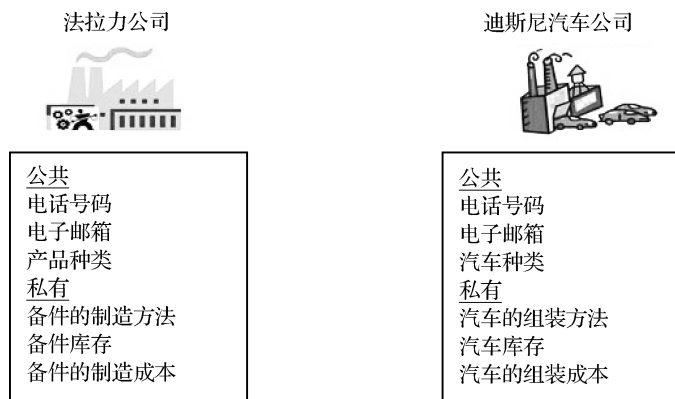 法拉力公司
公共
电话号码
电子邮箱
产品种类
私有
备件的制造方法
备件库存
备件的制造成本
迪斯尼汽车公司
公共
电话号码
电子邮箱
汽车种类
私有
汽车的组装方法
汽车库存
汽车的组装成本